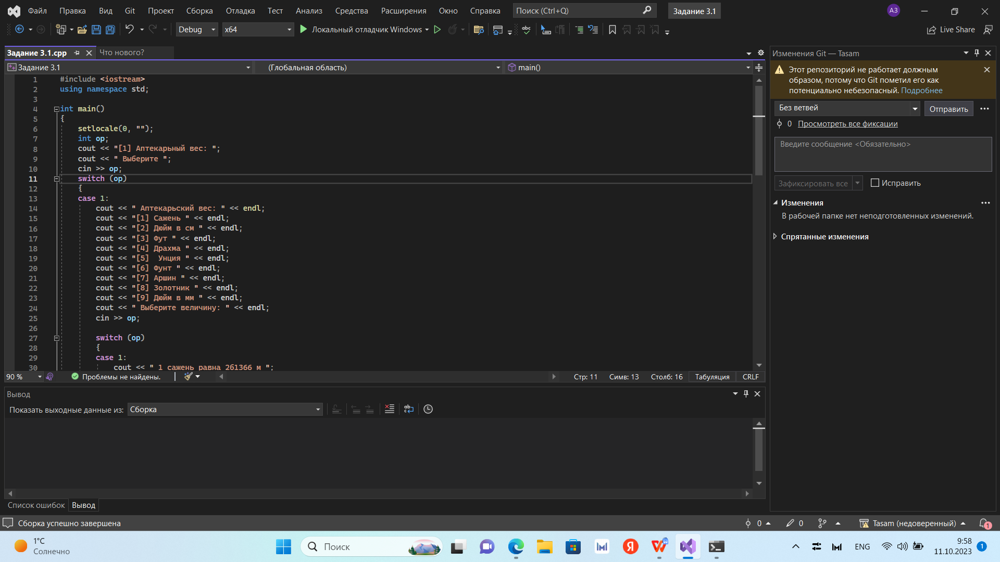 Файл Правка Вид Git Проект Сборка Отладка Тест Анализ Средства Расширения Окно Справка Поиск (Ctrl+Q) Задание 3.1 АЗ
Debug x64 Локальный отладчик Windows Live Share
Задание 3.1.cpp Что нового?
Задание 3.1 (Глобальная область) main()
1 #include <iostream>
2 using namespace std;
3
4 int main()
5 {
6 setlocale(0, "");
7 int op;
8 cout << "[1] Аптекарьный вес: ";
9 cout << " Выберите ";
10 cin >> op;
11 switch (op)
12 {
13 case 1:
14 cout << " Аптекарьский вес: " << endl;
15 cout << "[1] Сажень " << endl;
16 cout << "[2] Дюйм в см " << endl;
17 cout << "[3] Фут " << endl;
18 cout << "[4] Драхма " << endl;
19 cout << "[5]  Унция " << endl;
20 cout << "[6] Фунт " << endl;
21 cout << "[7] Аршин " << endl;
22 cout << "[8] Золотник " << endl;
23 cout << "[9] Дюйм в мм " << endl;
24 cout << " Выберите величину: " << endl;
25 cin >> op;
26
27 switch (op)
28 {
29 case 1:
30 cout << " 1 сажень равна 261366 м ";
90 % Проблемы не найдены. Стр: 11 Симв: 13 Столб: 16 Табуляция CRLF
Вывод
Показать выходные данные из: Сборка
Список ошибок Вывод
Изменения Git — Tasam
Этот репозиторий не работает должным
образом, потому что Git пометил его как
потенциально небезопасный. Подробнее
Без ветвей Отправить
0 Просмотреть все фиксации
Введите сообщение <Обязательно>
Зафиксировать все Исправить
Изменения
В рабочей папке нет неподготовленных изменений.
Спрятанные изменения
Сборка успешно завершена 0 0 Tasam (недоверенный) 1
1°C
Солнечно
Поиск
ENG
9:58
11.10.2023
1